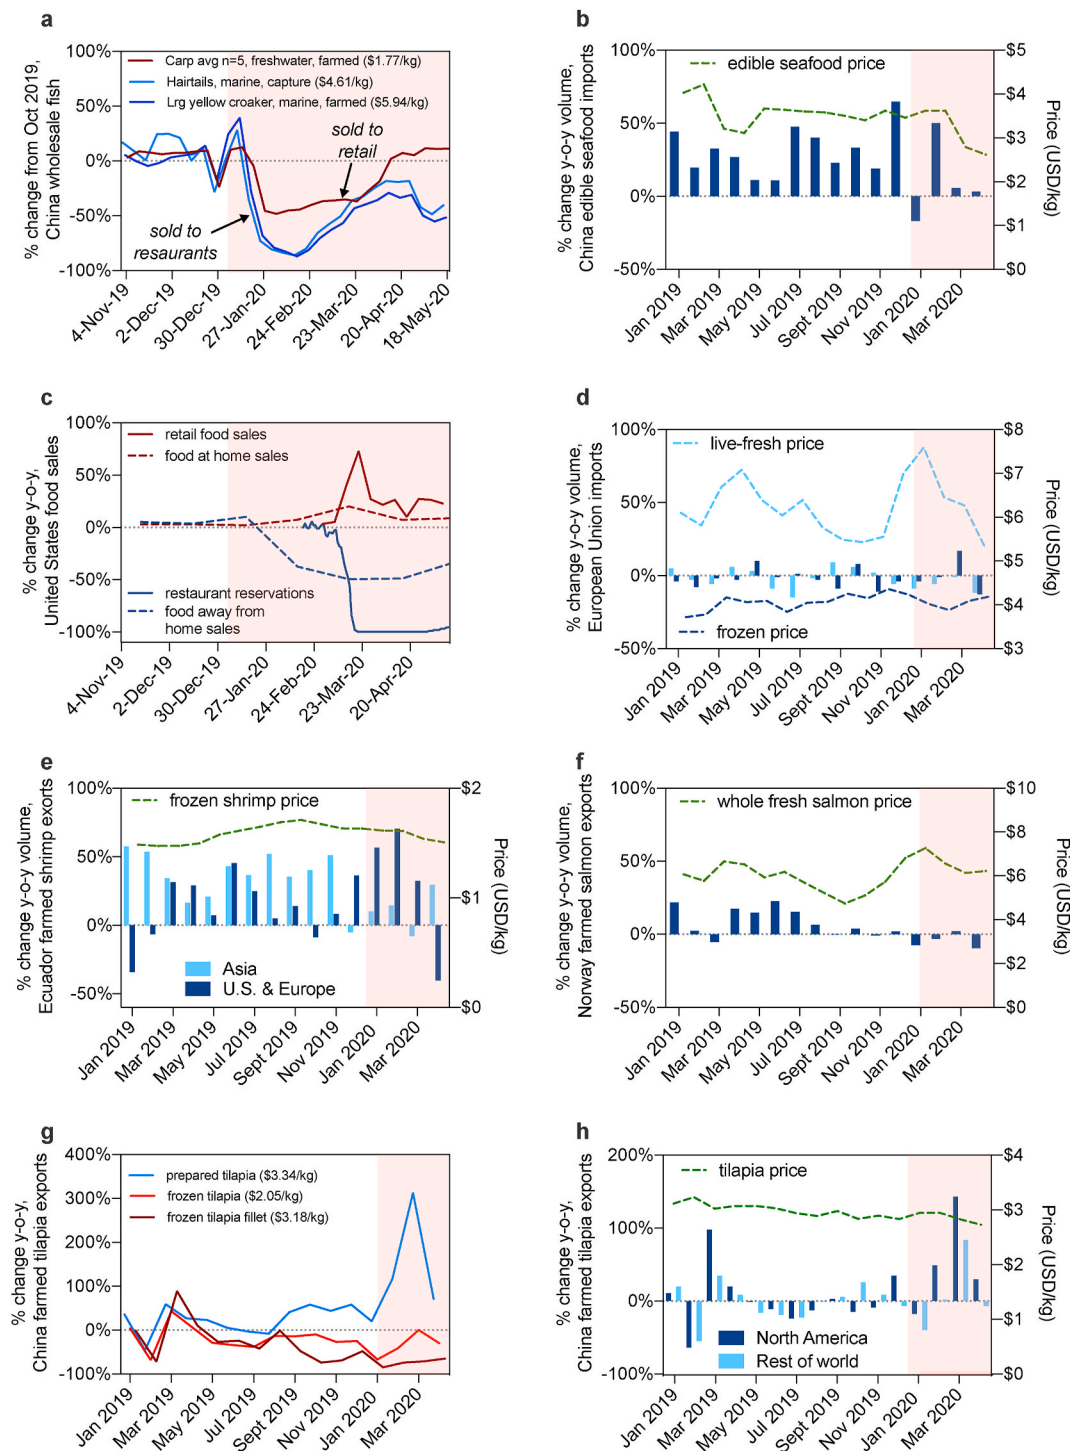 a
% change from Oct 2019,
China wholesale fish
100%
50%
0%
-50%
-100%
Carp avg n=5, freshwater, farmed ($1.77/kg)
Hairtails, marine, capture ($4.61/kg)
Lrg yellow croaker, marine, farmed ($5.94/kg)
sold to
retail
sold to
resaurants
4-Nov-19
2-Dec-19
30-Dec-19
27-Jan-20
24-Feb-20
23-Mar-20
20-Apr-20
18-May-20
b
% change y-o-y volume,
China edible seafood imports
100%
50%
0%
-50%
edible seafood price
$5
$4
$3
$2
$1
$0
Price (USD/kg)
Jan 2019
Mar 2019
May 2019
Jul 2019
Sept 2019
Nov 2019
Jan 2020
Mar 2020
c
% change y-o-y,
United States food sales
100%
50%
0%
-50%
-100%
retail food sales
food at home sales
restaurant reservations
food away from
home sales
4-Nov-19
2-Dec-19
30-Dec-19
27-Jan-20
24-Feb-20
23-Mar-20
20-Apr-20
d
% change y-o-y volume,
European Union imports
100%
50%
0%
-50%
live-fresh price
frozen price
$8
$7
$6
$5
$4
$3
Price (USD/kg)
Jan 2019
Mar 2019
May 2019
Jul 2019
Sept 2019
Nov 2019
Jan 2020
Mar 2020
e
% change y-o-y volume,
Ecuador farmed shrimp exorts
100%
50%
0%
-50%
frozen shrimp price
Asia
U.S. & Europe
$2
$1
$0
Price (USD/kg)
Jan 2019
Mar 2019
May 2019
Jul 2019
Sept 2019
Nov 2019
Jan 2020
Mar 2020
f
% change y-o-y volume,
Norway farmed salmon exports
100%
50%
0%
-50%
whole fresh salmon price
$10
$8
$6
$4
$2
$0
Price (USD/kg)
Jan 2019
Mar 2019
May 2019
Jul 2019
Sept 2019
Nov 2019
Jan 2020
Mar 2020
g
% change y-o-y,
China farmed tilapia exports
400%
300%
200%
100%
0%
-100%
prepared tilapia ($3.34/kg)
frozen tilapia ($2.05/kg)
frozen tilapia fillet ($3.18/kg)
Jan 2019
Mar 2019
May 2019
Jul 2019
Sept 2019
Nov 2019
Jan 2020
Mar 2020
h
% change y-o-y volume,
China farmed tilapia exports
200%
100%
0%
-100%
tilapia price
North America
Rest of world
$4
$3
$2
$1
$0
Price (USD/kg)
Jan 2019
Mar 2019
May 2019
Jul 2019
Sept 2019
Nov 2019
Jan 2020
Mar 2020